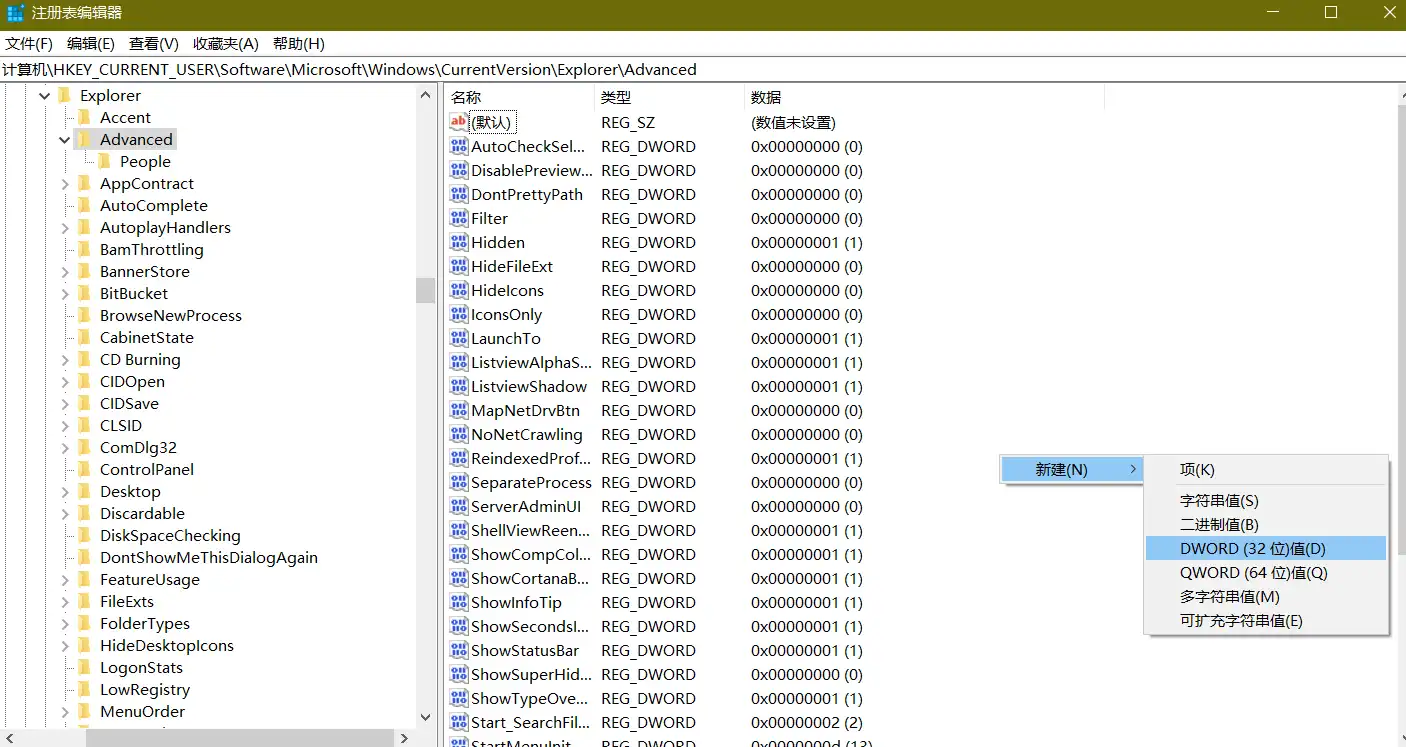 注册表编辑器
文件(F) 编辑(E) 查看(V) 收藏夹(A) 帮助(H)
计算机\HKEY_CURRENT_USER\Software\Microsoft\Windows\CurrentVersion\Explorer\Advanced
Explorer
Accent
Advanced
People
AppContract
AutoComplete
AutoplayHandlers
BamThrottling
BannerStore
BitBucket
BrowseNewProcess
CabinetState
CD Burning
CIDOpen
CIDSave
CLSID
ComDlg32
ControlPanel
Desktop
Discardable
DiskSpaceChecking
DontShowMeThisDialogAgain
FeatureUsage
FileExts
FolderTypes
HideDesktopIcons
LogonStats
LowRegistry
MenuOrder
名称 类型 数据
(默认) REG_SZ (数值未设置)
AutoCheckSel... REG_DWORD 0x00000000 (0)
DisablePreview... REG_DWORD 0x00000000 (0)
DontPrettyPath REG_DWORD 0x00000000 (0)
Filter REG_DWORD 0x00000000 (0)
Hidden REG_DWORD 0x00000001 (1)
HideFileExt REG_DWORD 0x00000000 (0)
HideIcons REG_DWORD 0x00000000 (0)
IconsOnly REG_DWORD 0x00000000 (0)
LaunchTo REG_DWORD 0x00000001 (1)
ListviewAlphaS... REG_DWORD 0x00000001 (1)
ListviewShadow REG_DWORD 0x00000001 (1)
MapNetDrvBtn REG_DWORD 0x00000000 (0)
NoNetCrawling REG_DWORD 0x00000000 (0)
ReindexedProf... REG_DWORD 0x00000001 (1)
SeparateProcess REG_DWORD 0x00000000 (0)
ServerAdminUI REG_DWORD 0x00000000 (0)
ShellViewReen... REG_DWORD 0x00000001 (1)
ShowCompCol... REG_DWORD 0x00000001 (1)
ShowCortanaB... REG_DWORD 0x00000001 (1)
ShowInfoTip REG_DWORD 0x00000001 (1)
ShowSecondsI... REG_DWORD 0x00000001 (1)
ShowStatusBar REG_DWORD 0x00000001 (1)
ShowSuperHid... REG_DWORD 0x00000000 (0)
ShowTypeOve... REG_DWORD 0x00000001 (1)
Start_SearchFil... REG_DWORD 0x00000002 (2)
StartMenuInit REG_DWORD 0x0000000d (13)
新建(N)
项(K)
字符串值(S)
二进制值(B)
DWORD (32 位)值(D)
QWORD (64 位)值(Q)
多字符串值(M)
可扩充字符串值(E)